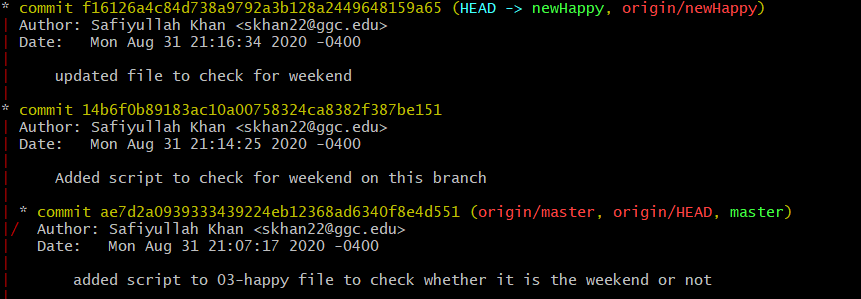 * commit f16126a4c84d738a9792a3b128a2449648159a65 (HEAD -> newHappy, origin/newHappy)
| Author: Safiyullah Khan <skhan22@ggc.edu>
| Date:   Mon Aug 31 21:16:34 2020 -0400
|
|     updated file to check for weekend
|
* commit 14b6f0b89183ac10a00758324ca8382f387be151
| Author: Safiyullah Khan <skhan22@ggc.edu>
| Date:   Mon Aug 31 21:14:25 2020 -0400
|
|     Added script to check for weekend on this branch
|
| * commit ae7d2a0939333439224eb12368ad6340f8e4d551 (origin/master, origin/HEAD, master)
|/  Author: Safiyullah Khan <skhan22@ggc.edu>
|   Date:   Mon Aug 31 21:07:17 2020 -0400
|
|       added script to 03-happy file to check whether it is the weekend or not
|